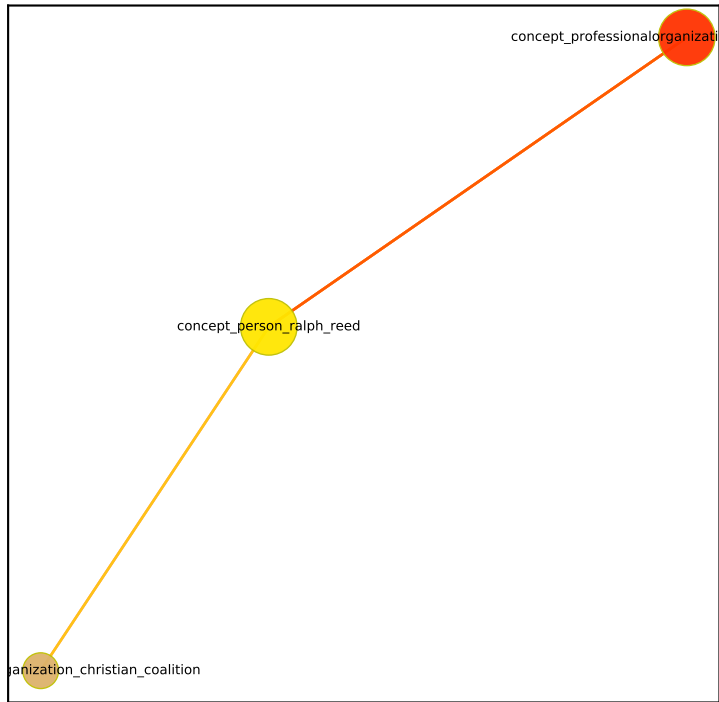 concept_professionalorganizati
concept_person_ralph_reed
ganization_christian_coalition